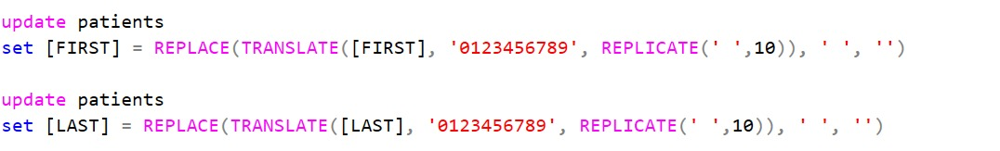 update patients
set [FIRST] = REPLACE(TRANSLATE([FIRST], '0123456789', REPLICATE(' ',10)), ' ', '')
update patients
set [LAST] = REPLACE(TRANSLATE([LAST], '0123456789', REPLICATE(' ',10)), ' ', '')